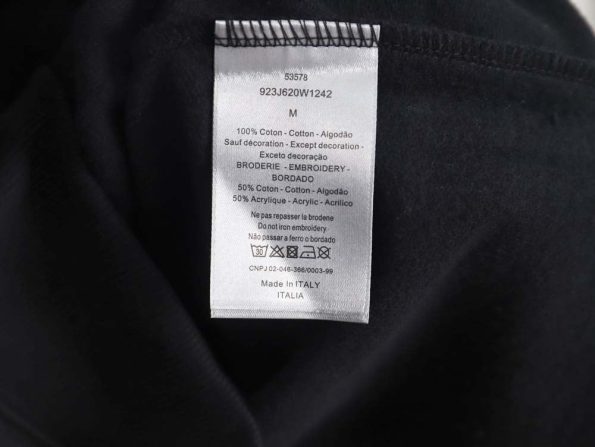 53578
923J620W1242
M
100% Coton - Cotton - Algodão
Sauf décoration - Except decoration -
Exceto decoração
BRODERIE - EMBROIDERY -
BORDADO
50% Coton - Cotton - Algodão
50% Acrylique - Acrylic - Acrílico
Ne pas repasser la brodene
Do not iron embroidery
Não passar a ferro o bordado
30
CNPJ 02-046-366/0003-99
Made In ITALY
ITALIA